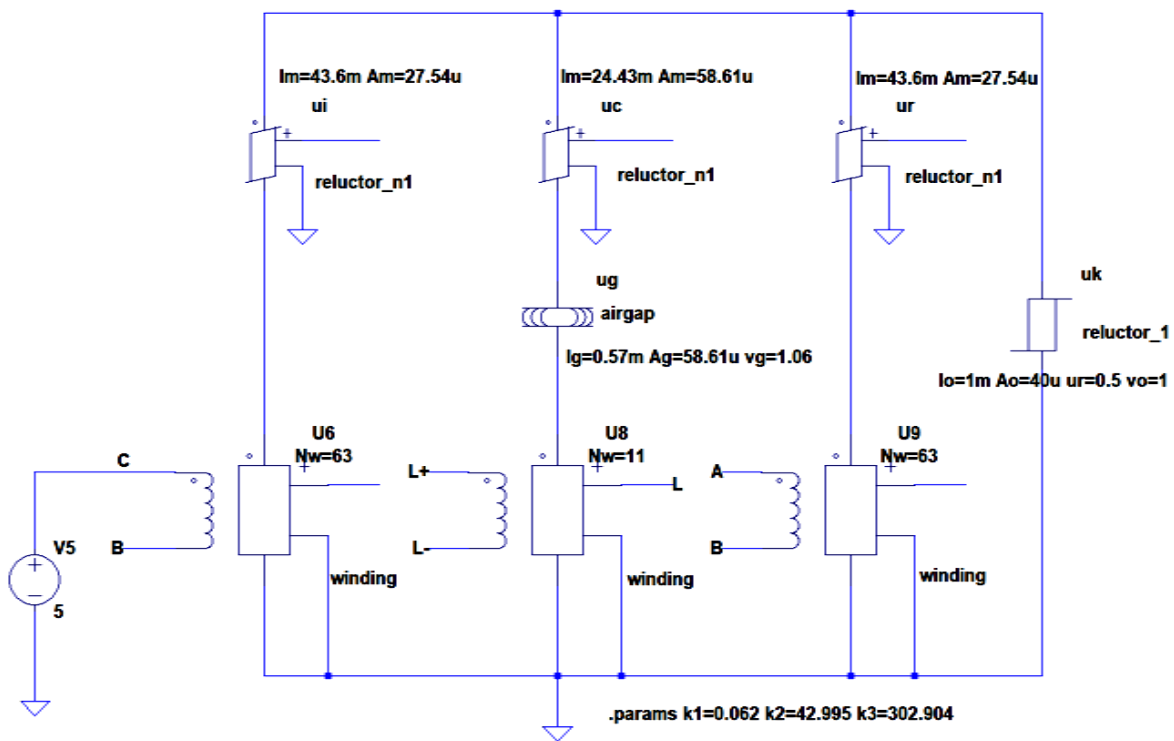 lm=43.6m Am=27.54u
ui
reluctor_n1
lm=24.43m Am=58.61u
uc
reluctor_n1
lm=43.6m Am=27.54u
ur
reluctor_n1
ug
airgap
lg=0.57m Ag=58.61u vg=1.06
uk
reluctor_1
lo=1m Ao=40u ur=0.5 vo=1
C
B
V5
5
U6
Nw=63
winding
L+
L-
U8
Nw=11
L
winding
A
B
U9
Nw=63
winding
.params k1=0.062 k2=42.995 k3=302.904